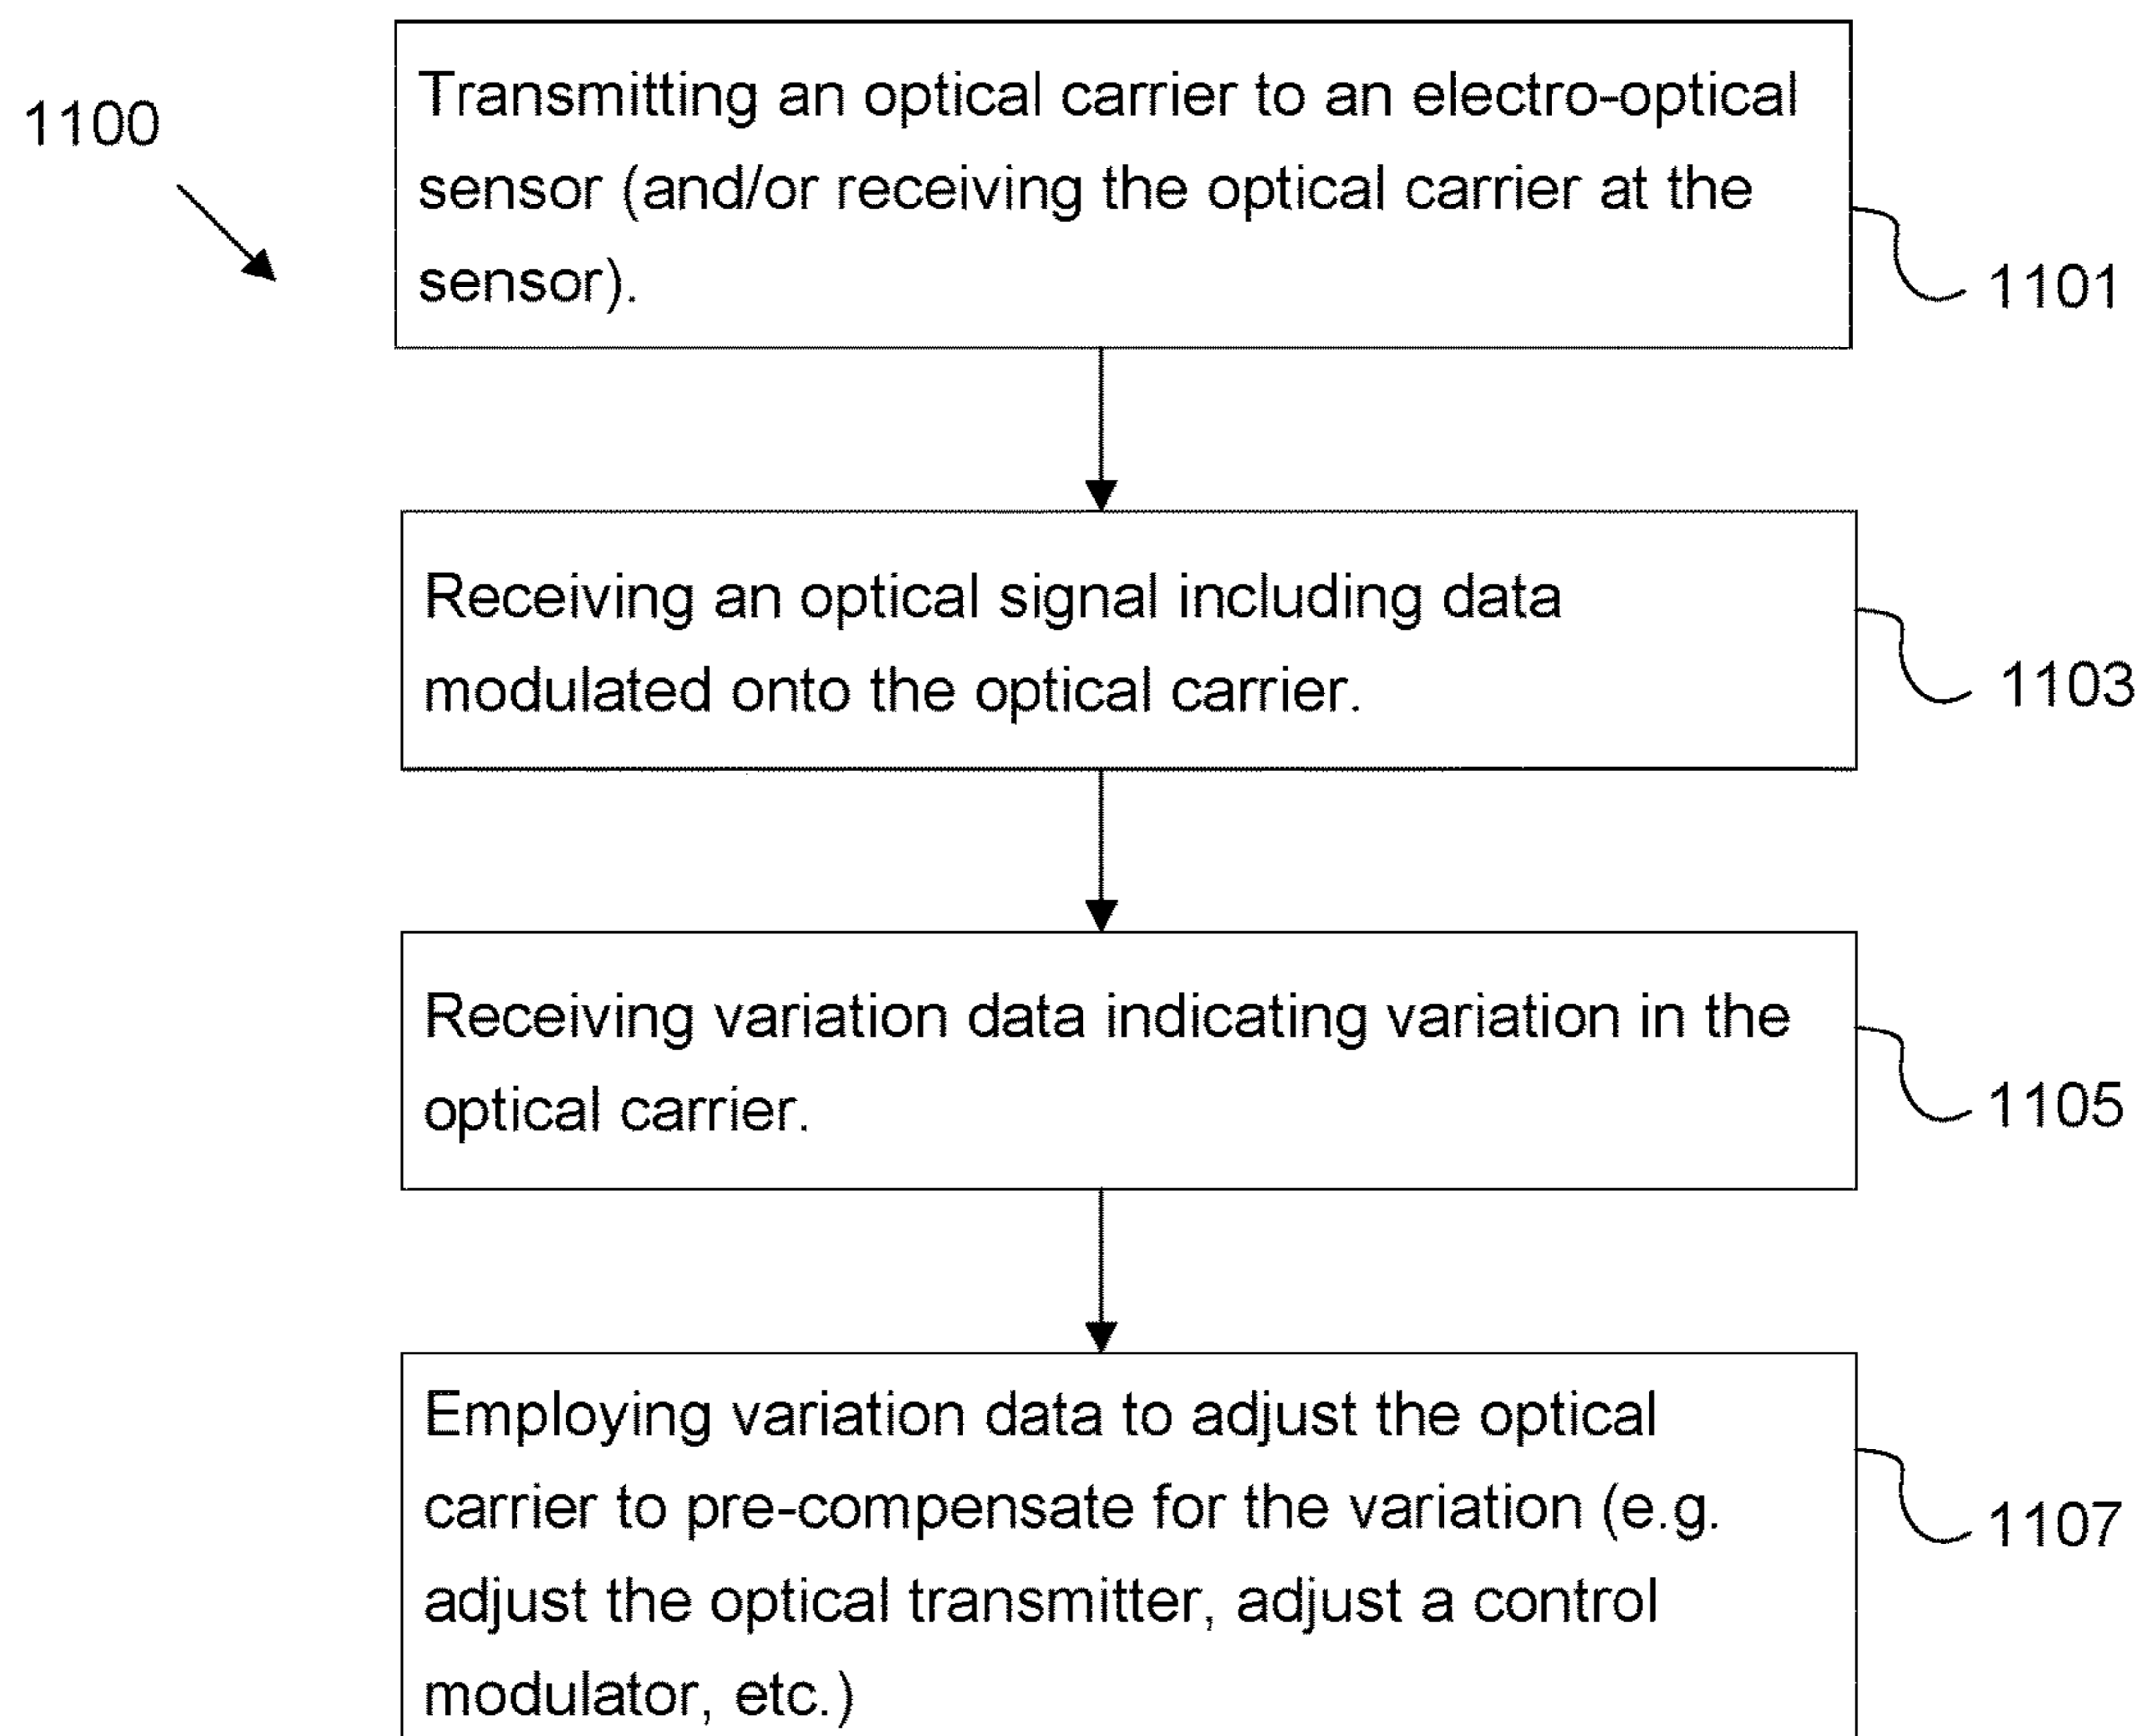 1100
Transmitting an optical carrier to an electro-optical
sensor (and/or receiving the optical carrier at the
sensor).
1101
Receiving an optical signal including data
modulated onto the optical carrier.
1103
Receiving variation data indicating variation in the
optical carrier.
1105
Employing variation data to adjust the optical
carrier to pre-compensate for the variation (e.g.
adjust the optical transmitter, adjust a control
modulator, etc.)
1107